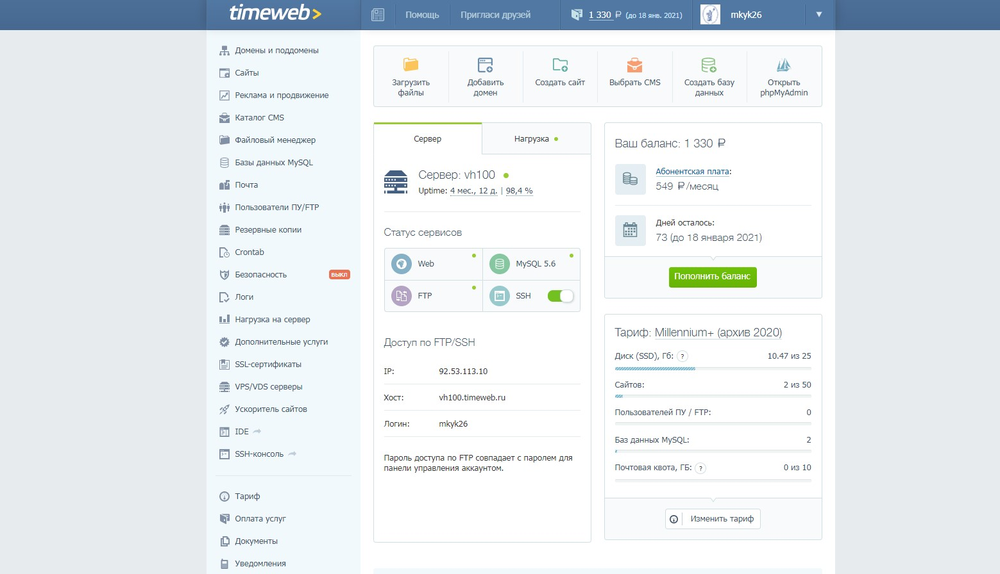 timeweb>
Помощь
Пригласи друзей
1 330 ₽ (до 18 янв. 2021)
mkyk26
Домены и поддомены
Сайты
Реклама и продвижение
Каталог CMS
Файловый менеджер
Базы данных MySQL
Почта
Пользователи ПУ/FTP
Резервные копии
Crontab
Безопасность
выкл
Логи
Нагрузка на сервер
Дополнительные услуги
SSL-сертификаты
VPS/VDS серверы
Ускоритель сайтов
IDE
SSH-консоль
Тариф
Оплата услуг
Документы
Уведомления
Загрузить
файлы
Добавить
домен
Создать сайт
Выбрать CMS
Создать базу
данных
Открыть
phpMyAdmin
Сервер
Нагрузка
Сервер: vh100
Uptime: 4 мес., 12 д. | 98,4 %
Статус сервисов
Web
MySQL 5.6
FTP
SSH
Доступ по FTP/SSH
IP: 92.53.113.10
Хост: vh100.timeweb.ru
Логин: mkyk26
Пароль доступа по FTP совпадает с паролем для
панели управления аккаунтом.
Ваш баланс: 1 330 ₽
Абонентская плата:
549 ₽/месяц
Дней осталось:
73 (до 18 января 2021)
Пополнить баланс
Тариф: Millennium+ (архив 2020)
Диск (SSD), Гб: ? 10.47 из 25
Сайтов: 2 из 50
Пользователей ПУ / FTP: 0
Баз данных MySQL: 2
Почтовая квота, ГБ: ? 0 из 10
Изменить тариф